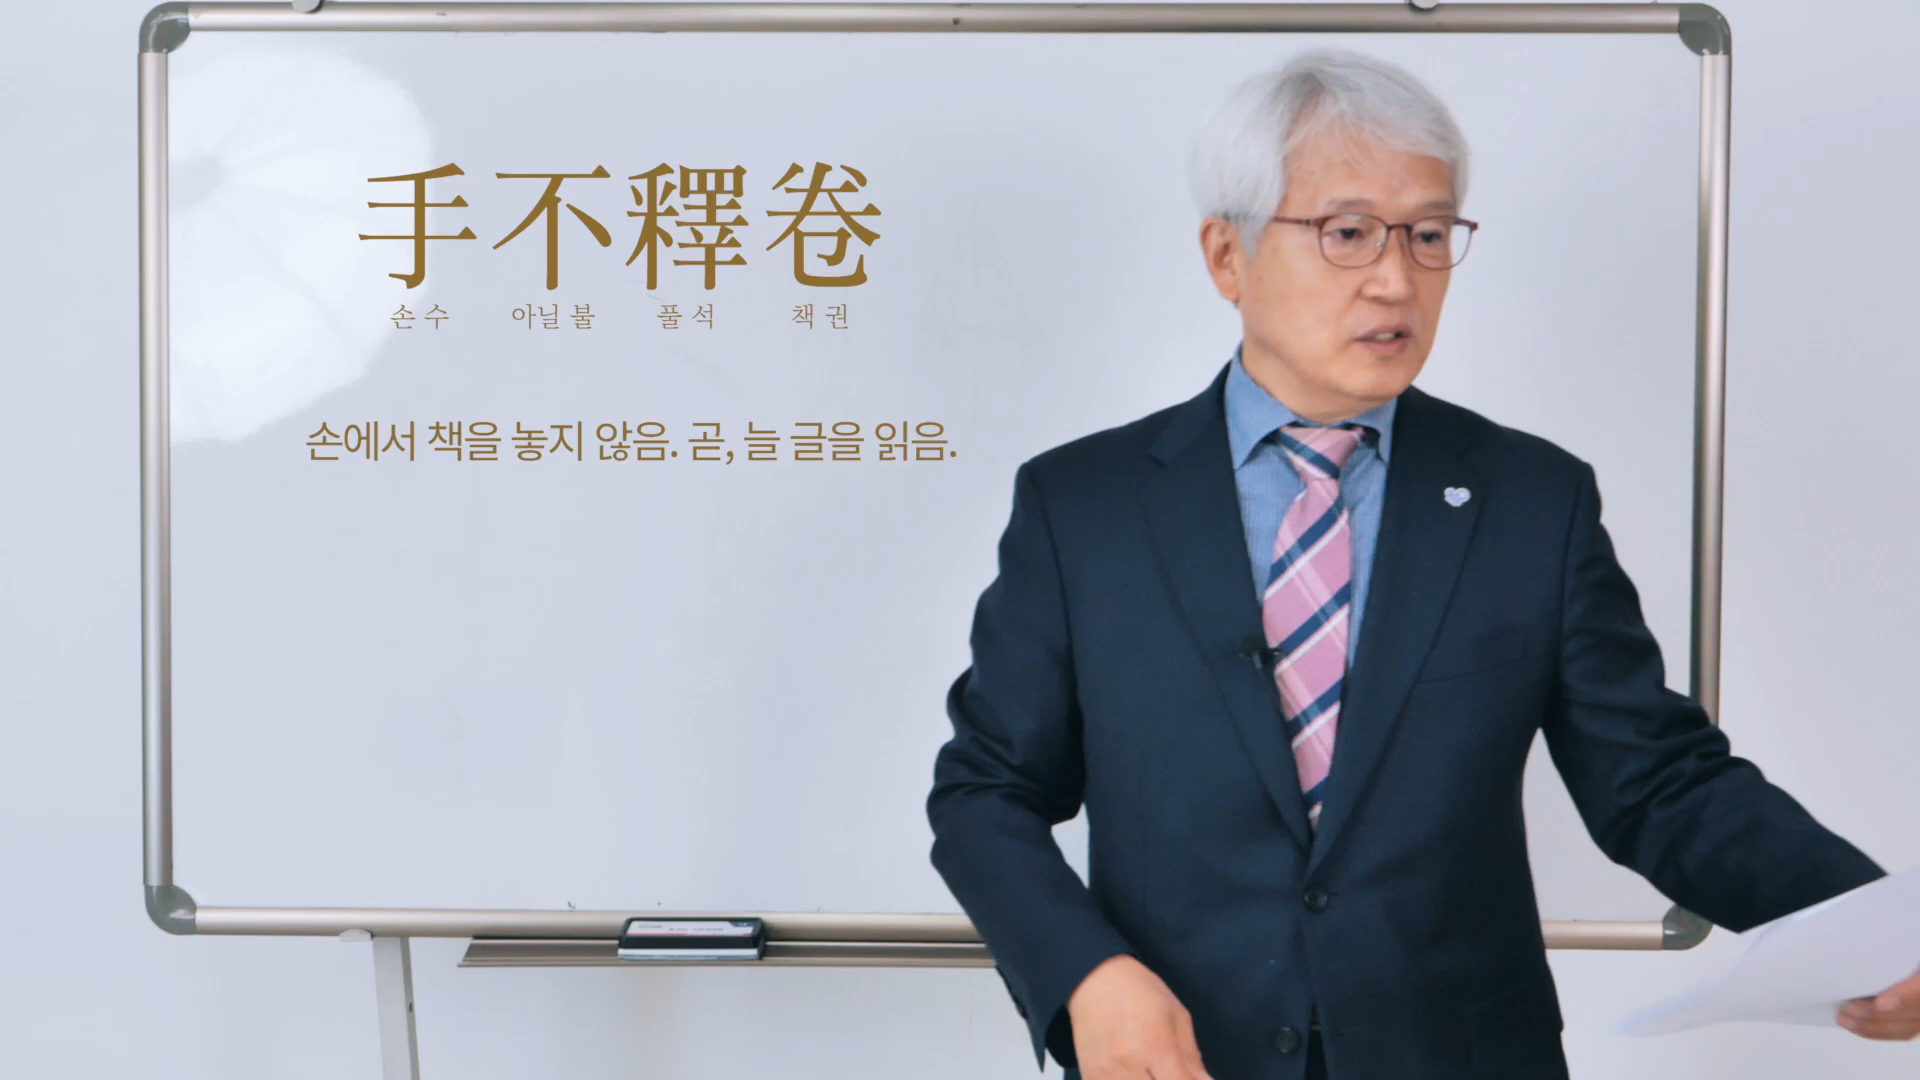 手不釋卷
손 수 아닐 불 풀 석 책 권
손에서 책을 놓지 않음. 곧, 늘 글을 읽음.